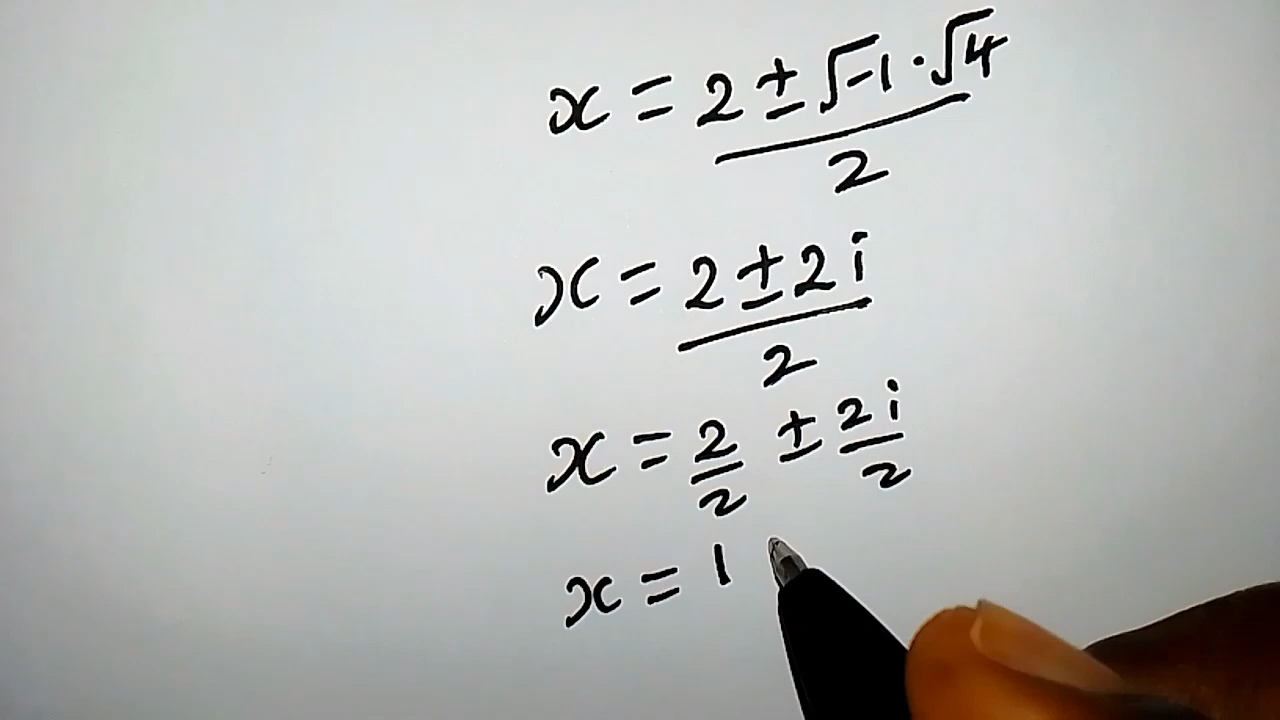 x = 2 ± √-1 · √4 / 2
x = 2 ± 2i / 2
x = 2/2 ± 2i/2
x = 1